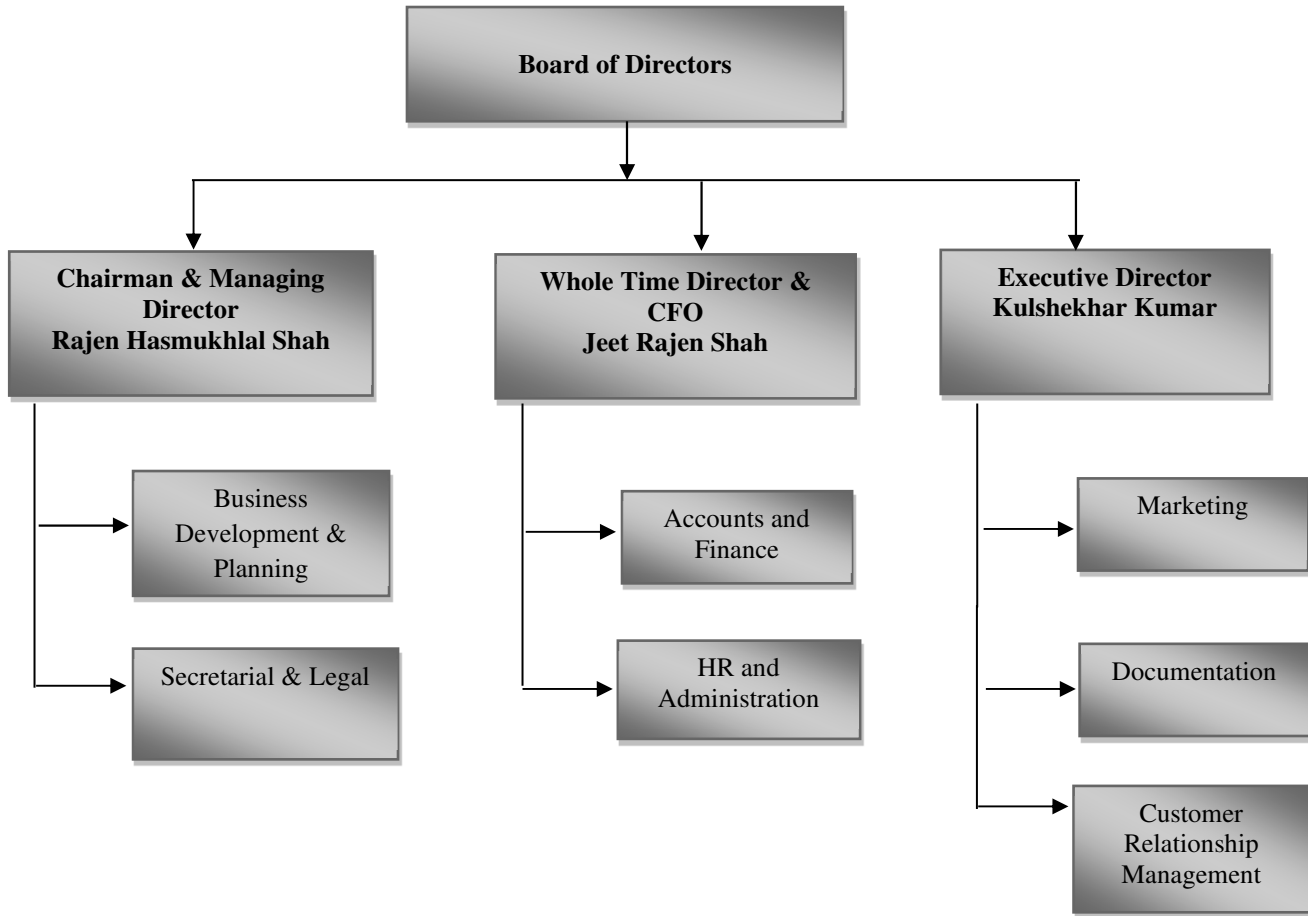 Board of Directors
Chairman & Managing
Director
Rajen Hasmukhlal Shah
Whole Time Director &
CFO
Jeet Rajen Shah
Executive Director
Kulshekhar Kumar
Business
Development &
Planning
Secretarial & Legal
Accounts and
Finance
HR and
Administration
Marketing
Documentation
Customer
Relationship
Management